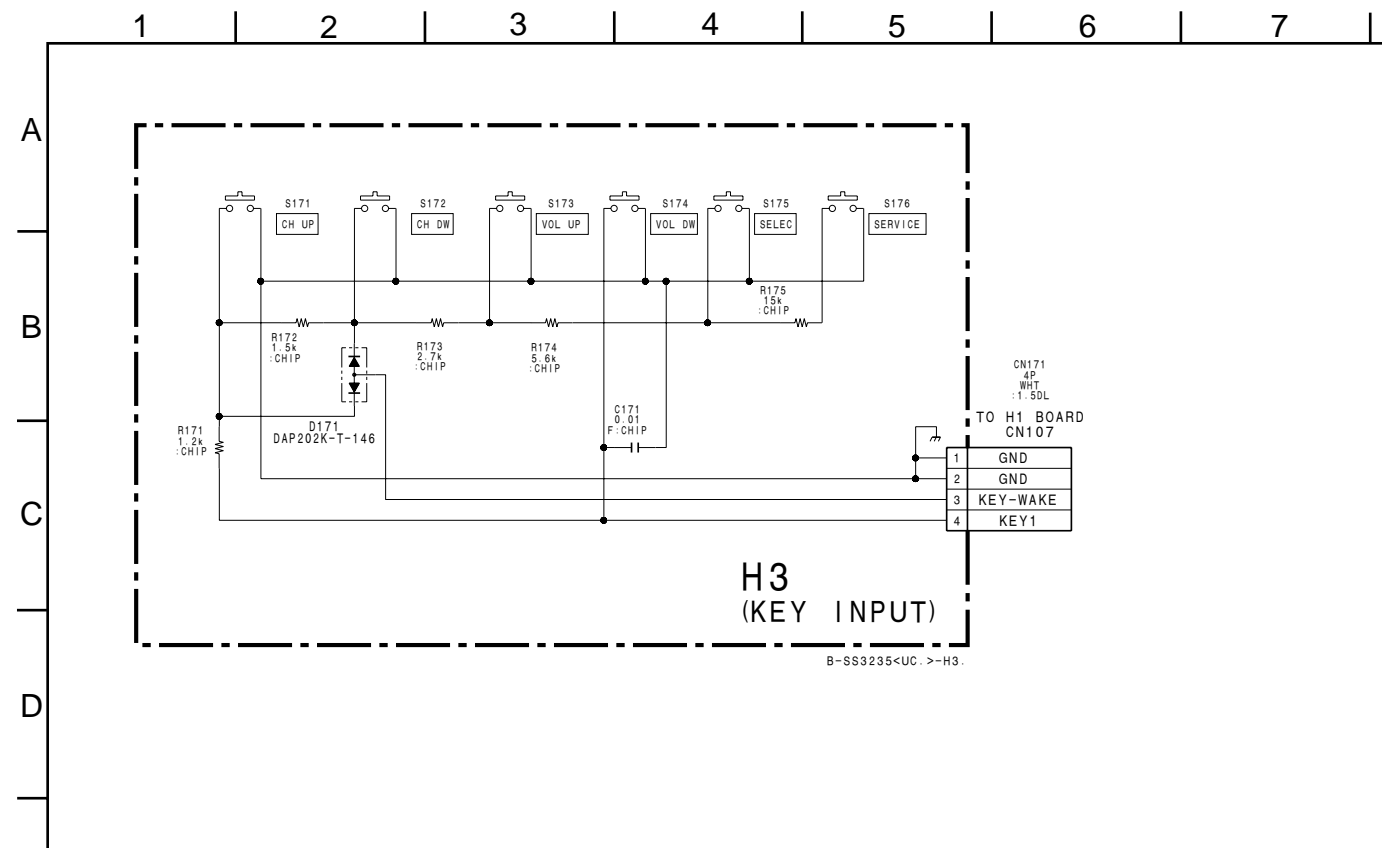 1 2 3 4 5 6 7
A
B
C
D
S171
CH UP
S172
CH DW
S173
VOL UP
S174
VOL DW
S175
SELEC
S176
SERVICE
R175
15k
:CHIP
R172
1.5k
:CHIP
R173
2.7k
:CHIP
R174
5.6k
:CHIP
CN171
4P
WHT
:1.5DL
TO H1 BOARD
CN107
D171
DAP202K-T-146
R171
1.2k
:CHIP
C171
0.01
F:CHIP
1 GND
2 GND
3 KEY-WAKE
4 KEY1
H3
(KEY INPUT)
B-SS3235<UC.>-H3.